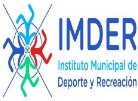 IMDER
Instituto Municipal de
Deporte y Recreación